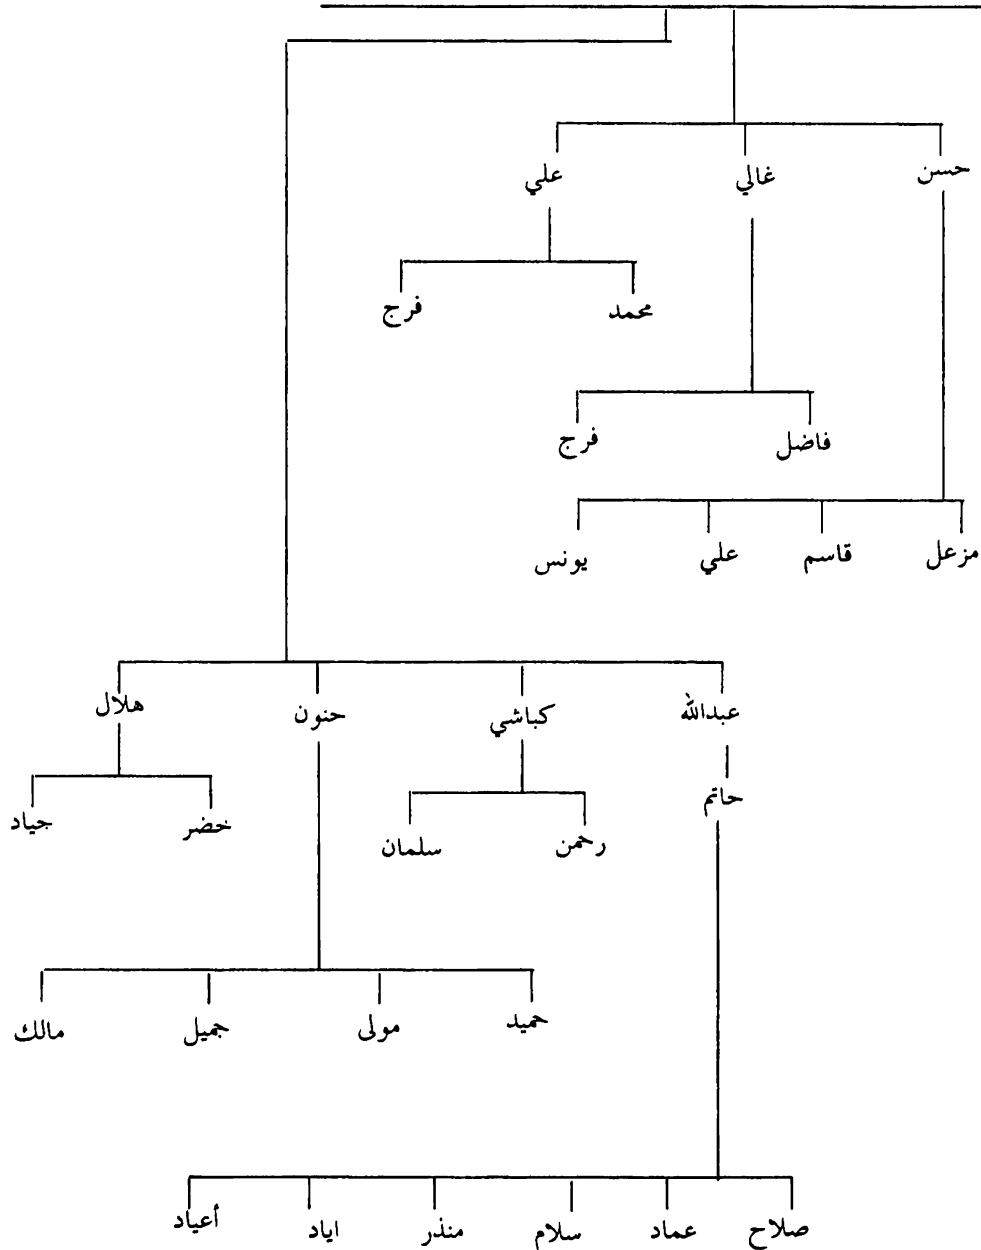 حسن غالي علي
محمد فرج
فاضل فرج
مزعل قاسم علي يونس
عبدالله كباشي حنون هلال
حاتم
خضر جياد
رحمن سلمان
حميد مولى جميل مالك
صلاح عماد سلام منذر اياد أعياد